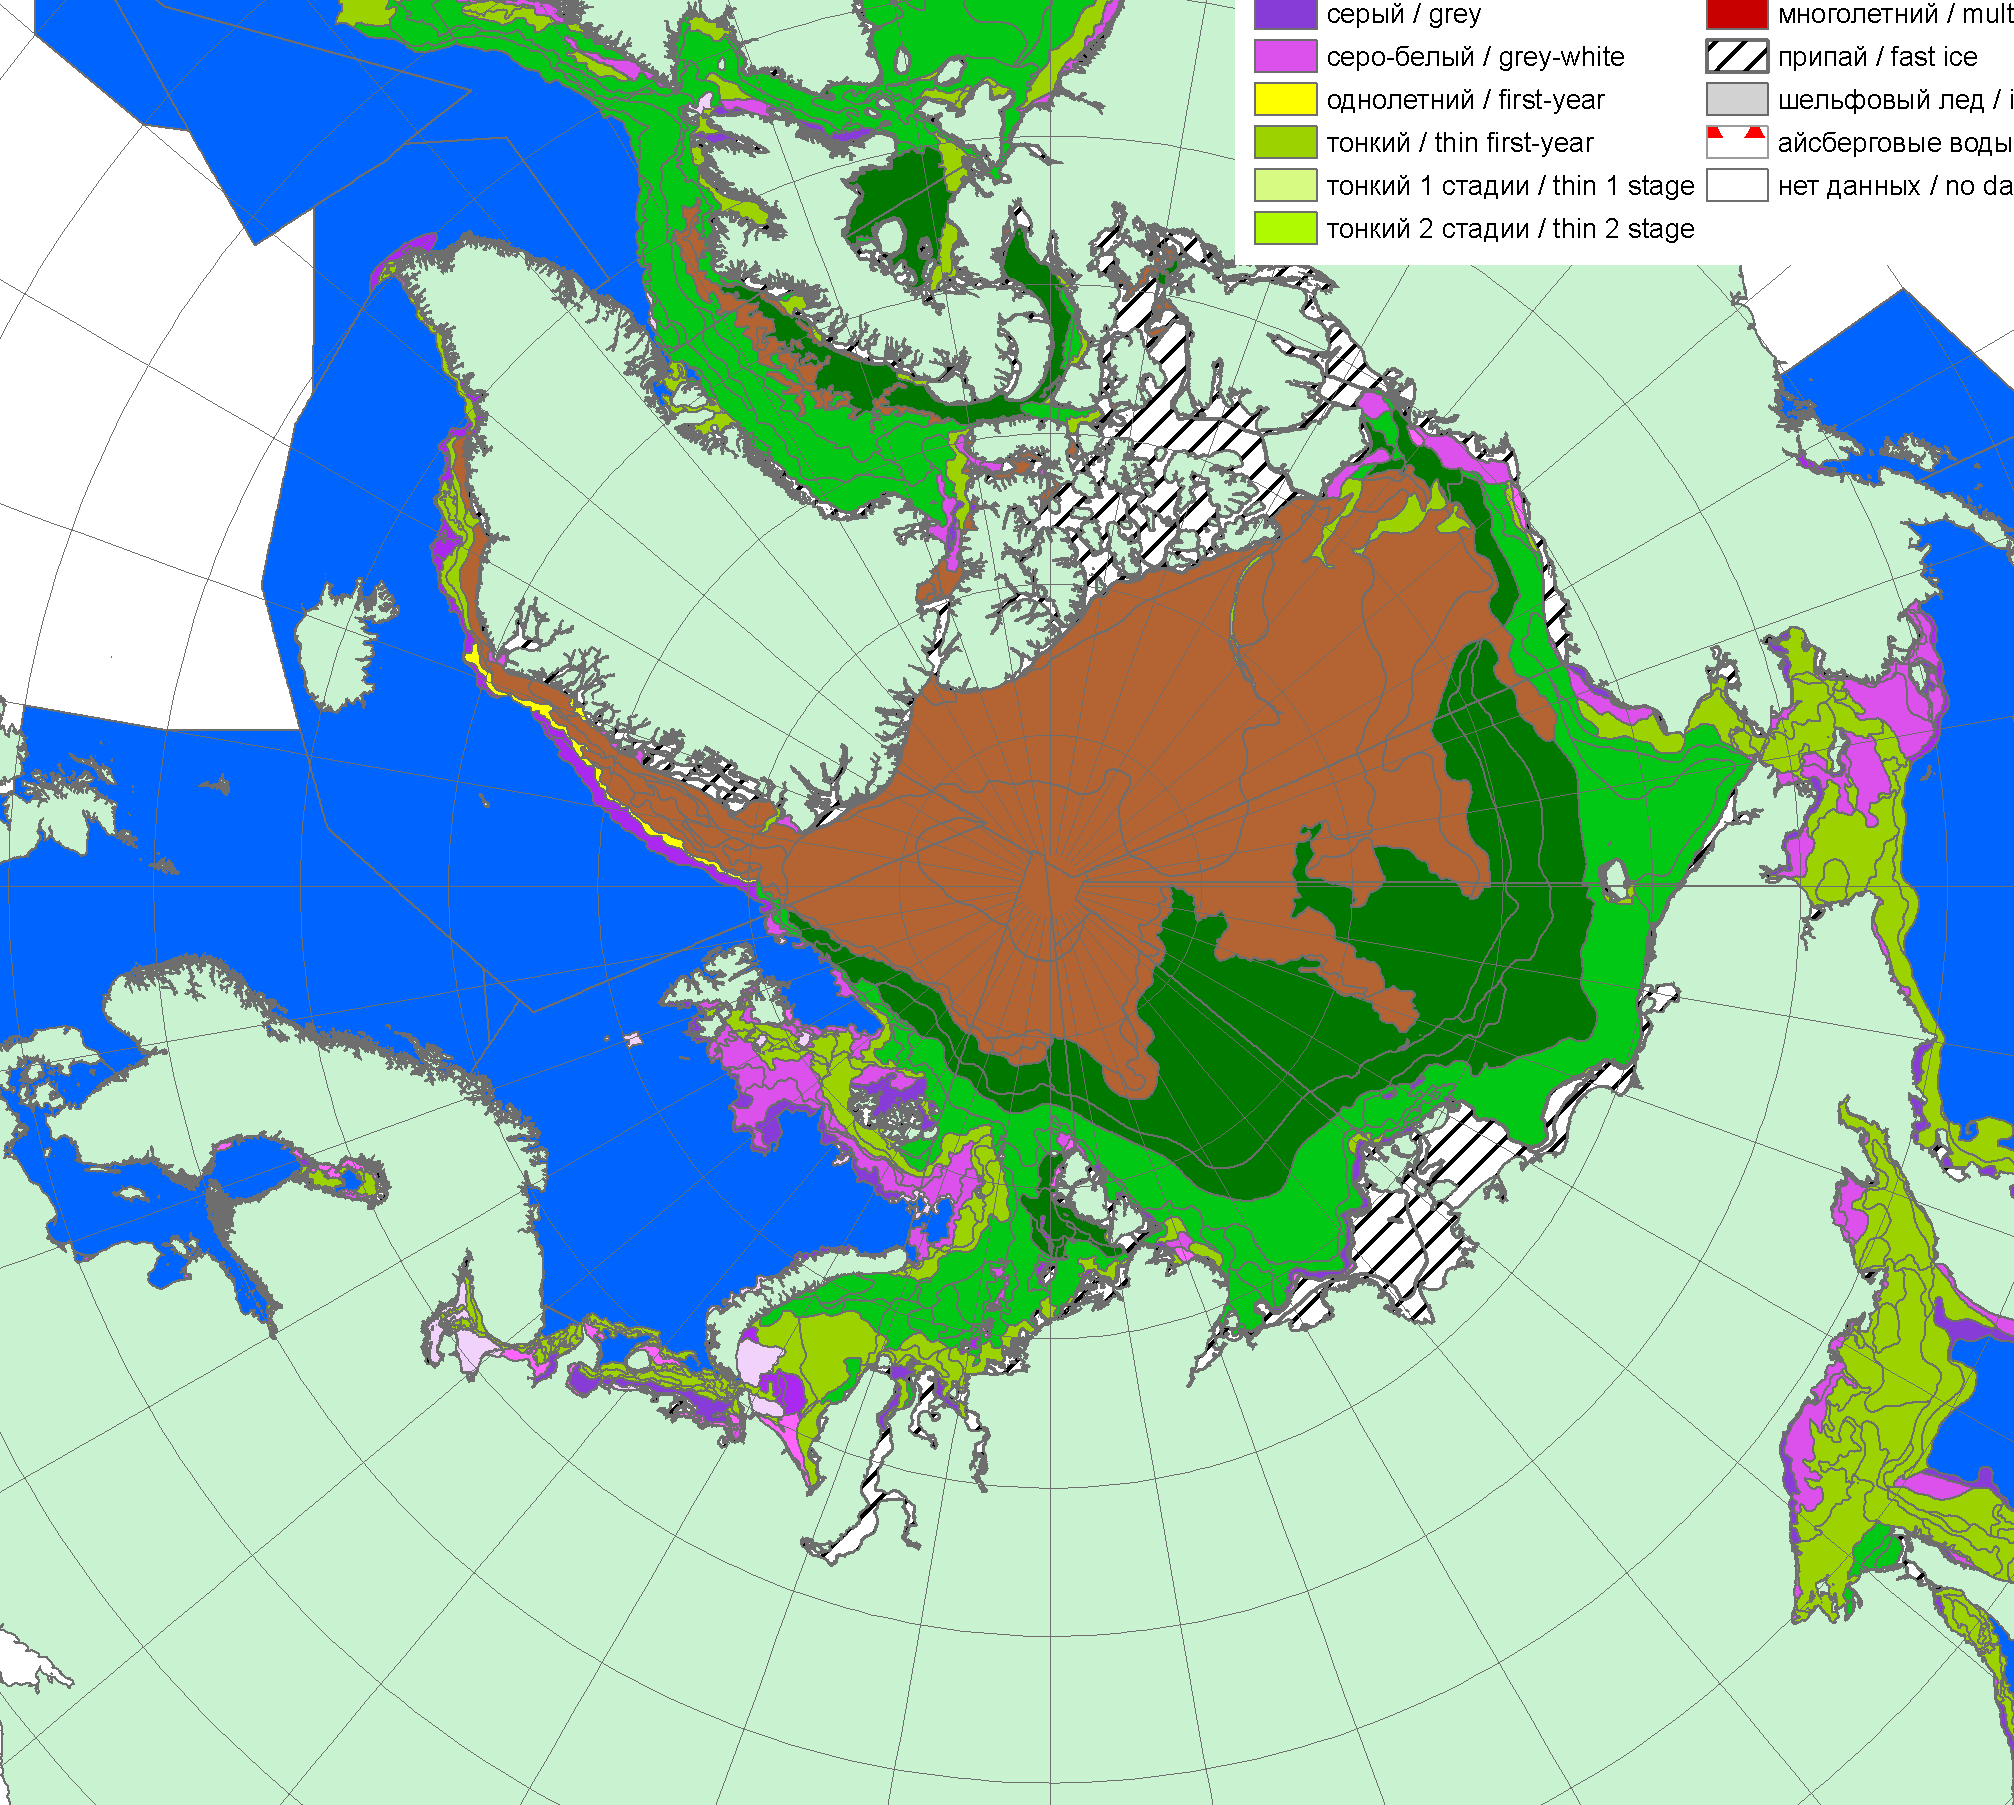 серый / grey
серо-белый / grey-white
однолетний / first-year
тонкий / thin first-year
тонкий 1 стадии / thin 1 stage
тонкий 2 стадии / thin 2 stage
многолетний / mult
припай / fast ice
шельфовый лед / i
айсберговые воды
нет данных / no da